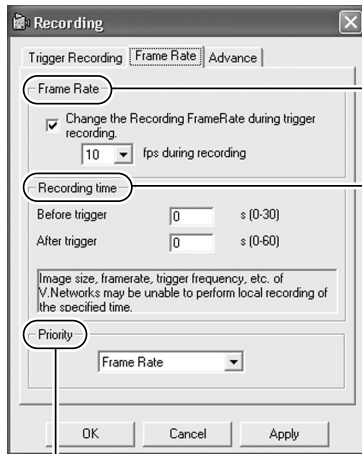 Recording
Trigger Recording Frame Rate Advance
Frame Rate
Change the Recording FrameRate during trigger
recording.
10 fps during recording
Recording time
Before trigger 0 s (0-30)
After trigger 0 s (0-60)
Image size, framerate, trigger frequency, etc. of
V.Networks may be unable to perform local recording of
the specified time.
Priority
Frame Rate
OK Cancel Apply